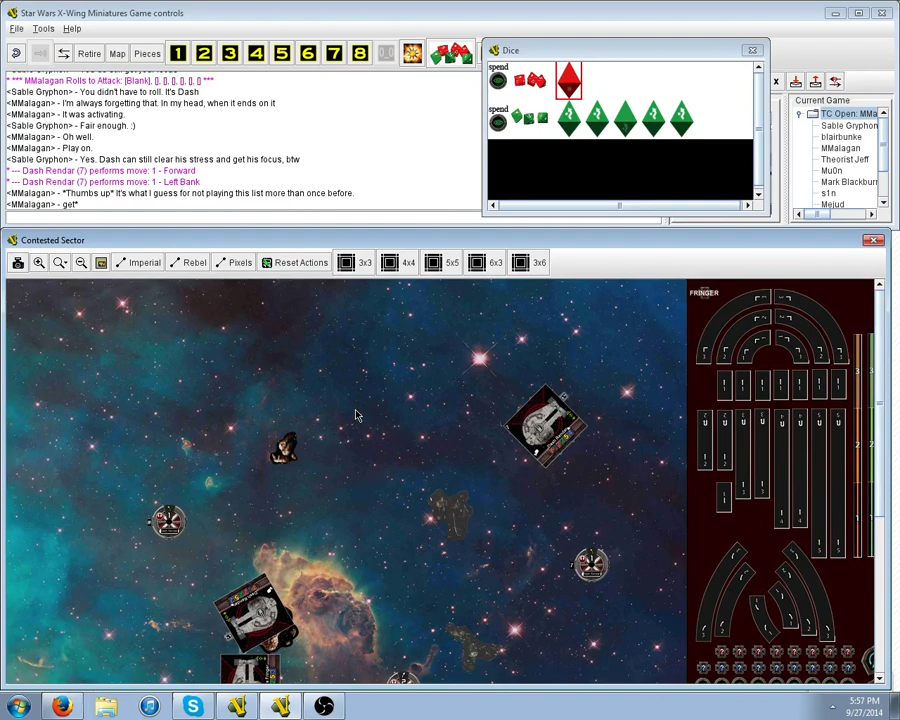 Star Wars X-Wing Miniatures Game controls
File Tools Help
Retire Map Pieces 1 2 3 4 5 6 7 8
* *** MMalagan Rolls to Attack: [Blank], [], [], [], [], [], [] ***
<Sable Gryphon> - You didn't have to roll. It's Dash
<MMalagan> - I'm always forgetting that. In my head, when it ends on it
<MMalagan> - It was activating.
<Sable Gryphon> - Fair enough. :)
<MMalagan> - Oh well.
<MMalagan> - Play on.
<Sable Gryphon> - Yes. Dash can still clear his stress and get his focus, btw
* --- Dash Rendar (7) performs move: 1 - Forward
* --- Dash Rendar (7) performs move: 1 - Left Bank
<MMalagan> - *Thumbs up* It's what I guess for not playing this list more than once before.
<MMalagan> - get*
Dice
spend
spend
Current Game
TC Open: MMa
Sable Gryphon
blairbunke
MMalagan
Theorist Jeff
Mu0n
Mark Blackburr
s1n
Mejud
Contested Sector
Imperial Rebel Pixels Reset Actions 3x3 4x4 5x5 6x3 3x6
FRINGER
5:57 PM
9/27/2014